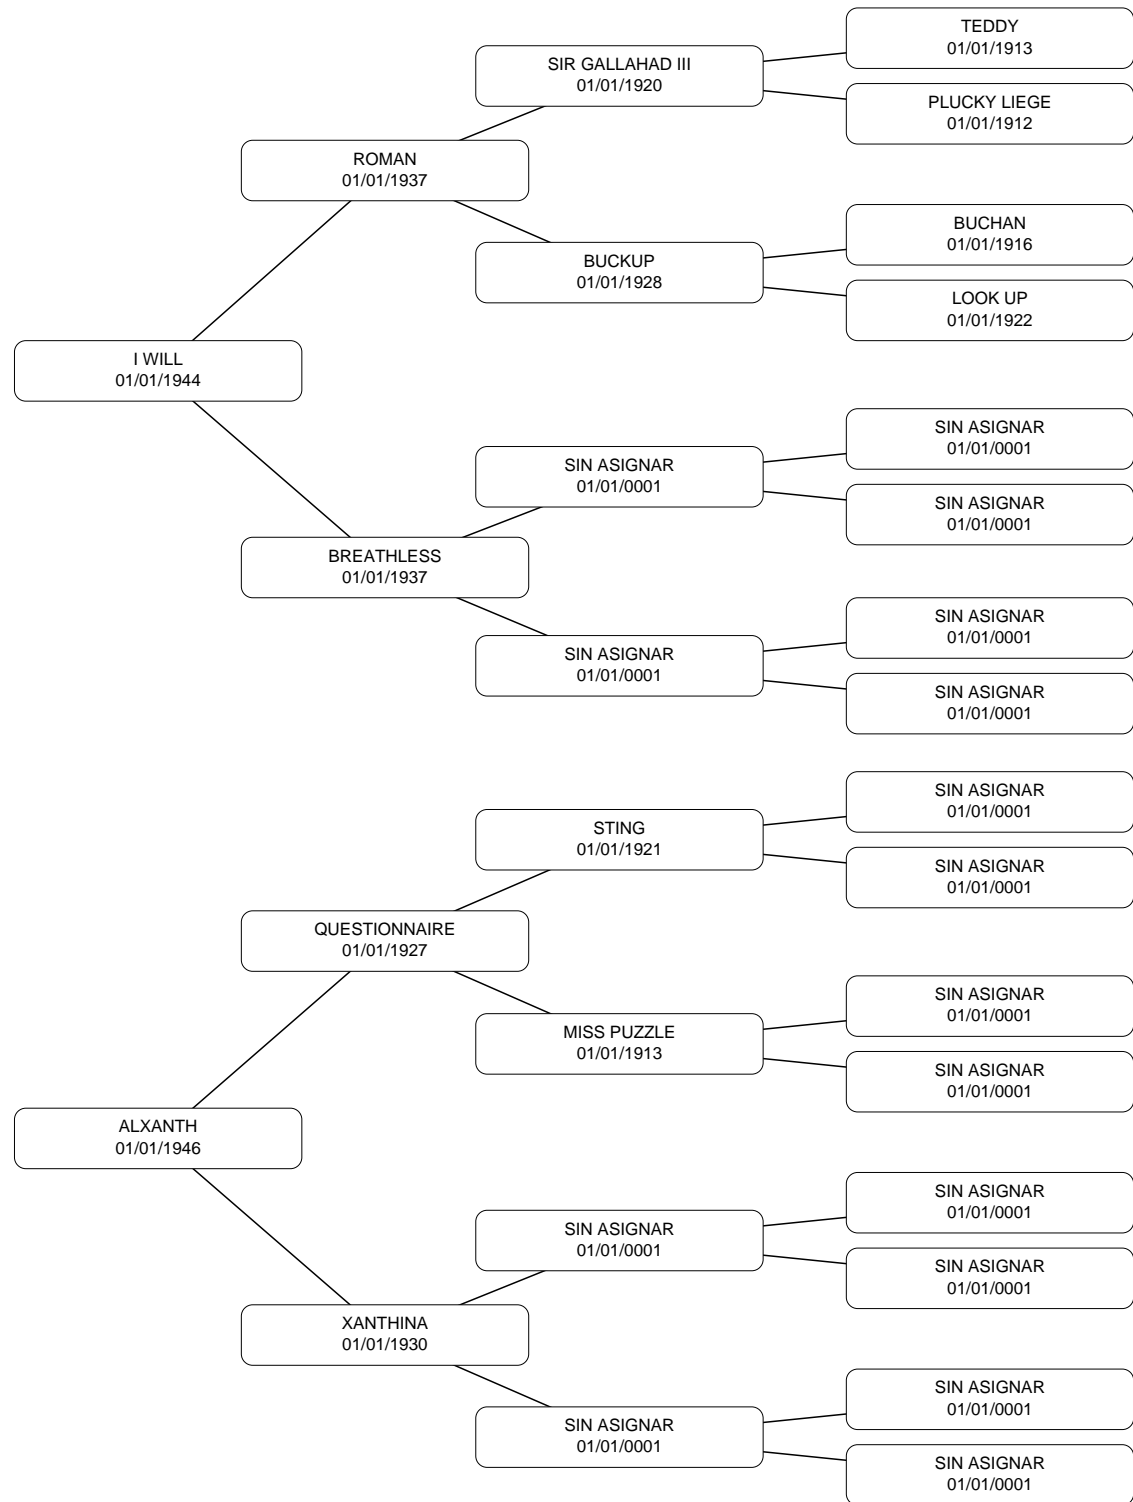 TEDDY
01/01/1913
SIR GALLAHAD III
01/01/1920
PLUCKY LIEGE
01/01/1912
ROMAN
01/01/1937
BUCHAN
01/01/1916
BUCKUP
01/01/1928
LOOK UP
01/01/1922
I WILL
01/01/1944
SIN ASIGNAR
01/01/0001
SIN ASIGNAR
01/01/0001
SIN ASIGNAR
01/01/0001
BREATHLESS
01/01/1937
SIN ASIGNAR
01/01/0001
SIN ASIGNAR
01/01/0001
SIN ASIGNAR
01/01/0001
SIN ASIGNAR
01/01/0001
STING
01/01/1921
SIN ASIGNAR
01/01/0001
QUESTIONNAIRE
01/01/1927
SIN ASIGNAR
01/01/0001
MISS PUZZLE
01/01/1913
SIN ASIGNAR
01/01/0001
ALXANTH
01/01/1946
SIN ASIGNAR
01/01/0001
SIN ASIGNAR
01/01/0001
SIN ASIGNAR
01/01/0001
XANTHINA
01/01/1930
SIN ASIGNAR
01/01/0001
SIN ASIGNAR
01/01/0001
SIN ASIGNAR
01/01/0001